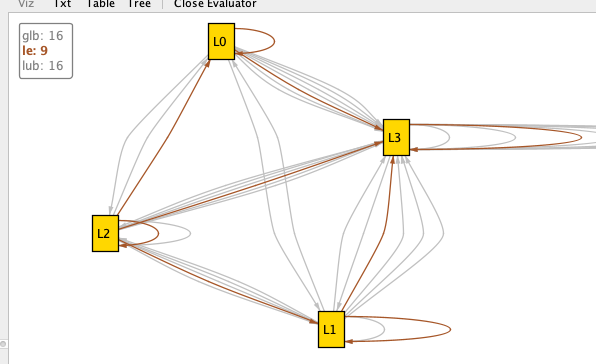 Viz Txt Table Tree Close Evaluator
glb: 16
le: 9
lub: 16
L0
L3
L2
L1